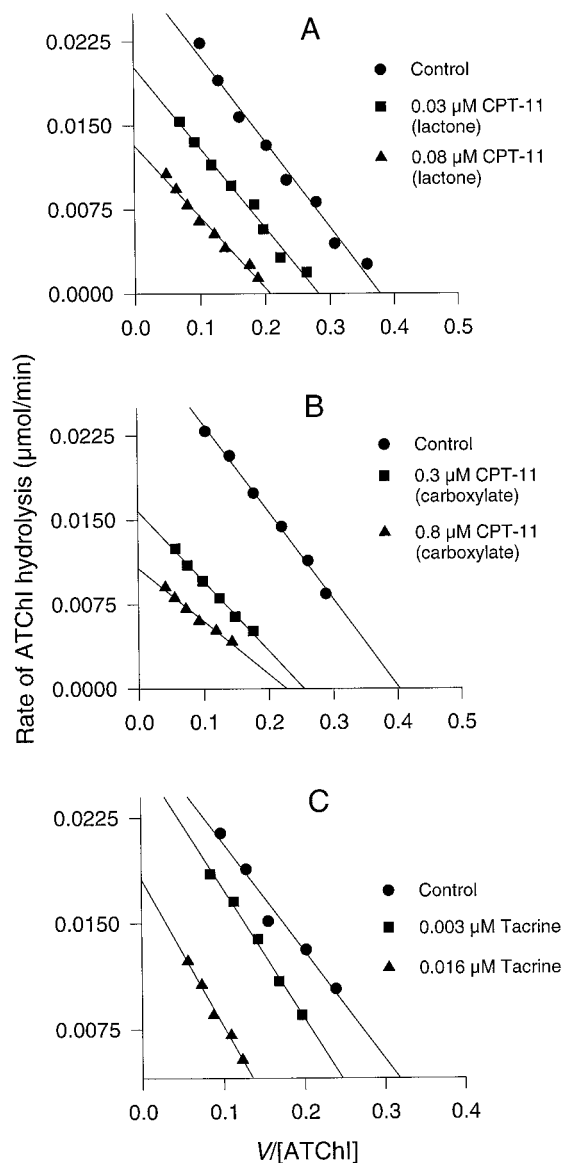 A
0.0225
0.0150
0.0075
0.0000
Control
0.03 µM CPT-11
(lactone)
0.08 µM CPT-11
(lactone)
0.0 0.1 0.2 0.3 0.4 0.5
Rate of ATChI hydrolysis (µmol/min)
B
0.0225
0.0150
0.0075
0.0000
Control
0.3 µM CPT-11
(carboxylate)
0.8 µM CPT-11
(carboxylate)
0.0 0.1 0.2 0.3 0.4 0.5
C
0.0225
0.0150
0.0075
Control
0.003 µM Tacrine
0.016 µM Tacrine
0.0 0.1 0.2 0.3 0.4
V/[ATChI]